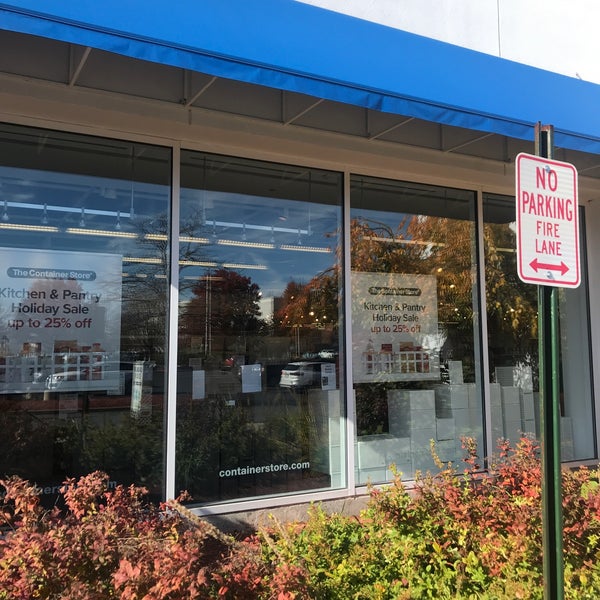 The Container Store
Kitchen & Pantry
Holiday Sale
up to 25% off
The Container Store
Kitchen & Pantry
Holiday Sale
up to 25% off
containerstore.com
NO
PARKING
FIRE
LANE